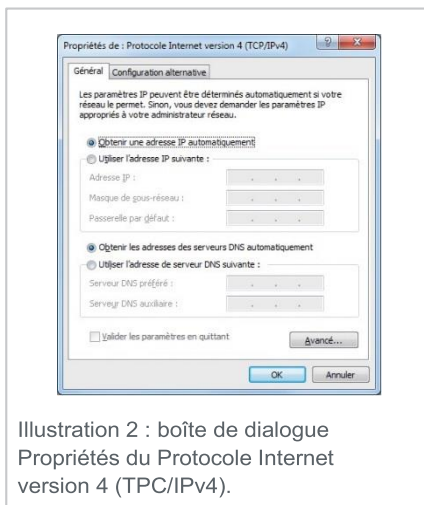 Propriétés de : Protocole Internet version 4 (TCP/IPv4)
Général Configuration alternative
Les paramètres IP peuvent être déterminés automatiquement si votre
réseau le permet. Sinon, vous devez demander les paramètres IP
appropriés à votre administrateur réseau.
Obtenir une adresse IP automatiquement
Utiliser l'adresse IP suivante :
Adresse IP :
Masque de sous-réseau :
Passerelle par défaut :
Obtenir les adresses des serveurs DNS automatiquement
Utiliser l'adresse de serveur DNS suivante :
Serveur DNS préféré :
Serveur DNS auxiliaire :
Valider les paramètres en quittant
Avancé...
OK Annuler
Illustration 2 : boîte de dialogue
Propriétés du Protocole Internet
version 4 (TPC/IPv4).